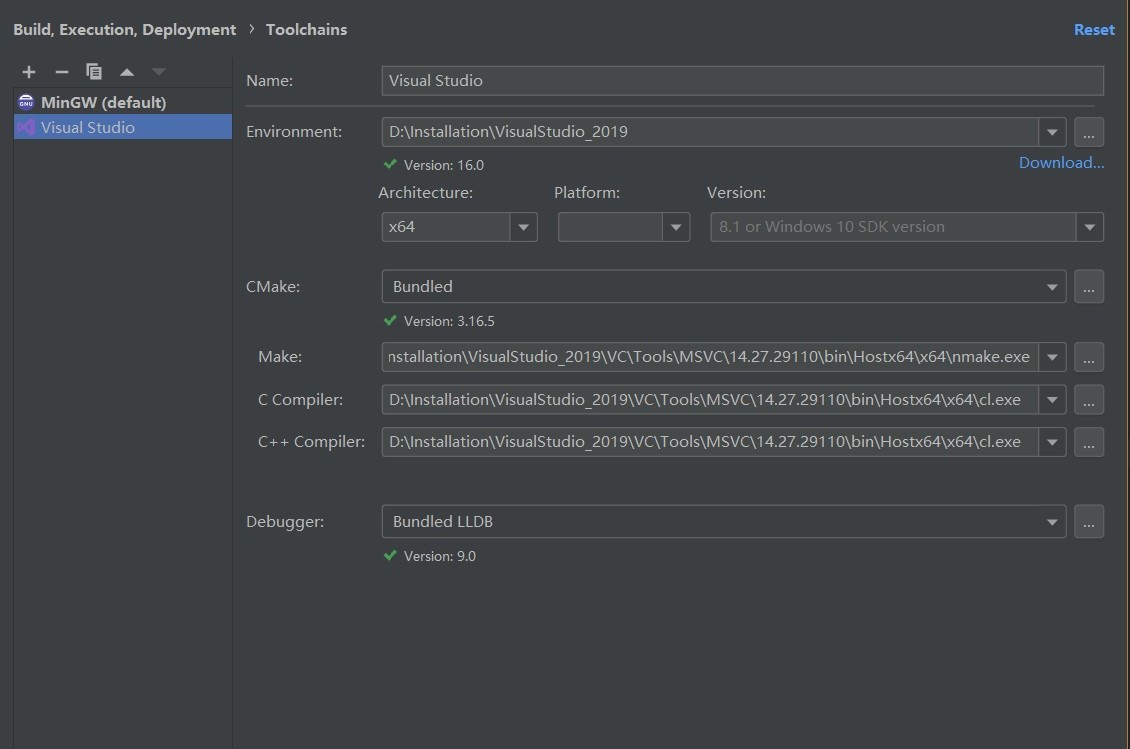 Build, Execution, Deployment › Toolchains
Reset
MinGW (default)
Visual Studio
Name: Visual Studio
Environment: D:\Installation\VisualStudio_2019 ...
Version: 16.0 Download...
Architecture: Platform: Version:
x64 8.1 or Windows 10 SDK version
CMake: Bundled ...
Version: 3.16.5
Make: nstallation\VisualStudio_2019\VC\Tools\MSVC\14.27.29110\bin\Hostx64\x64\nmake.exe ...
C Compiler: D:\Installation\VisualStudio_2019\VC\Tools\MSVC\14.27.29110\bin\Hostx64\x64\cl.exe ...
C++ Compiler: D:\Installation\VisualStudio_2019\VC\Tools\MSVC\14.27.29110\bin\Hostx64\x64\cl.exe ...
Debugger: Bundled LLDB ...
Version: 9.0